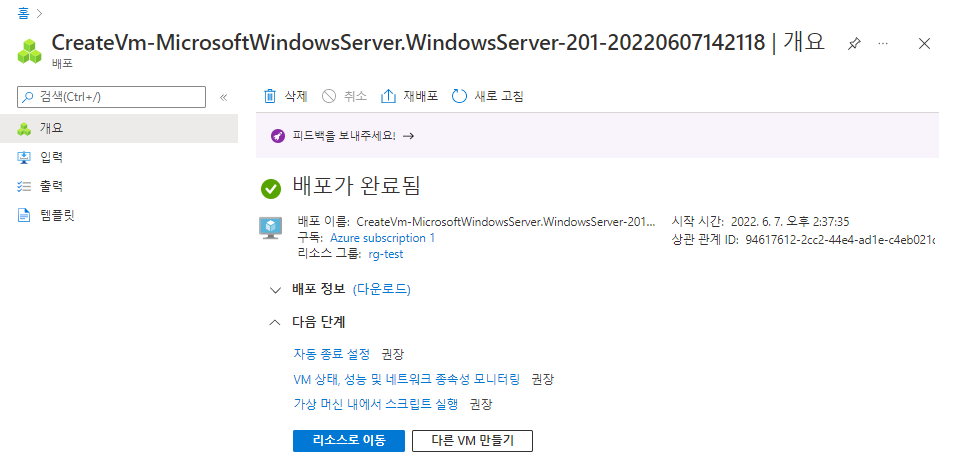 홈 >
CreateVm-MicrosoftWindowsServer.WindowsServer-201-20220607142118 | 개요
배포
검색(Ctrl+/)
«
삭제
취소
재배포
새로 고침
개요
입력
출력
템플릿
피드백을 보내주세요! →
배포가 완료됨
배포 이름: CreateVm-MicrosoftWindowsServer.WindowsServer-201...
시작 시간: 2022. 6. 7. 오후 2:37:35
구독: Azure subscription 1
상관 관계 ID: 94617612-2cc2-44e4-ad1e-c4eb021
리소스 그룹: rg-test
배포 정보 (다운로드)
다음 단계
자동 종료 설정 권장
VM 상태, 성능 및 네트워크 종속성 모니터링 권장
가상 머신 내에서 스크립트 실행 권장
리소스로 이동
다른 VM 만들기